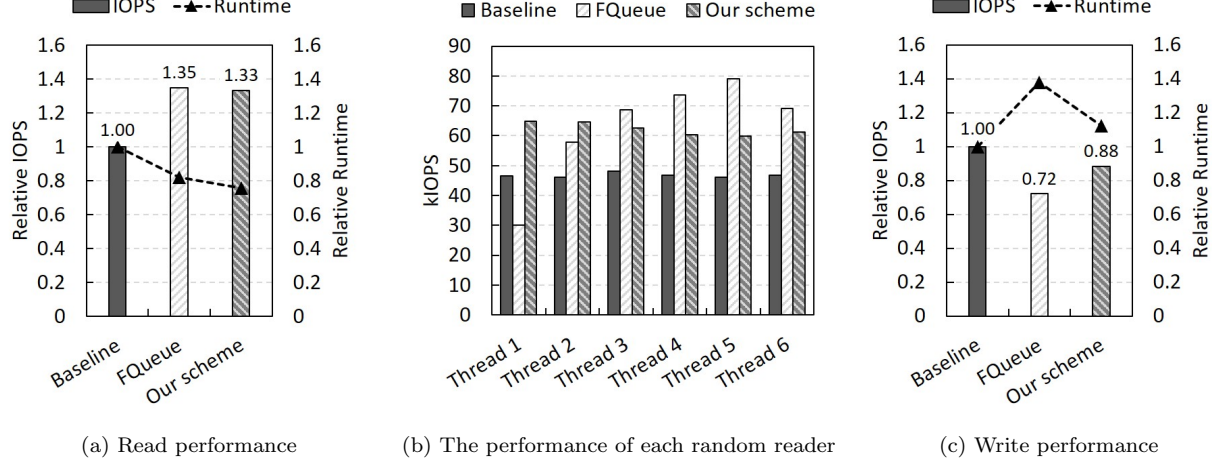 IOPS Runtime
1.6
1.4
1.2
1
0.8
0.6
0.4
0.2
0
Relative IOPS
1.00
1.35
1.33
1.6
1.4
1.2
1
0.8
0.6
0.4
0.2
0
Relative Runtime
Baseline
FQueue
Our scheme
(a) Read performance
Baseline FQueue Our scheme
90
80
70
60
50
40
30
20
10
0
kIOPS
Thread 1
Thread 2
Thread 3
Thread 4
Thread 5
Thread 6
(b) The performance of each random reader
IOPS Runtime
1.6
1.4
1.2
1
0.8
0.6
0.4
0.2
0
Relative IOPS
1.00
0.72
0.88
1.6
1.4
1.2
1
0.8
0.6
0.4
0.2
0
Relative Runtime
Baseline
FQueue
Our scheme
(c) Write performance